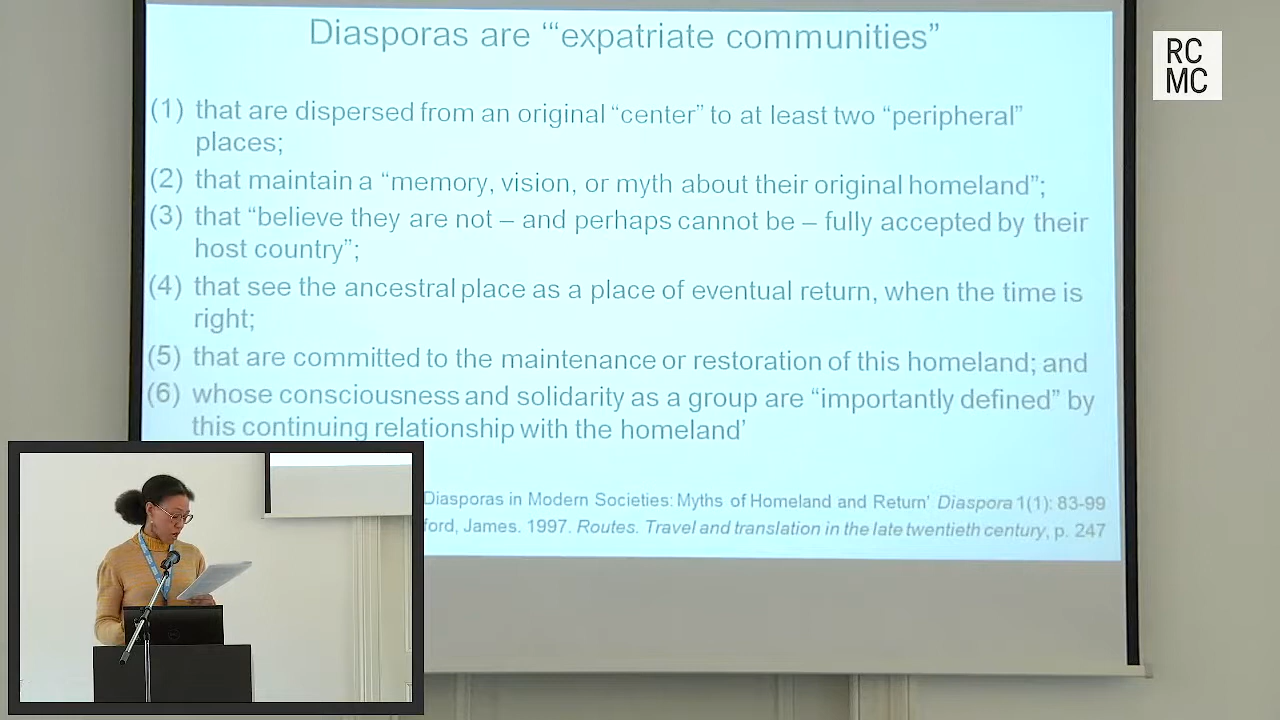 Diasporas are “‘expatriate communities”
RC
MC
(1) that are dispersed from an original “center” to at least two “peripheral”
places;
(2) that maintain a “memory, vision, or myth about their original homeland”;
(3) that “believe they are not – and perhaps cannot be – fully accepted by their
host country”;
(4) that see the ancestral place as a place of eventual return, when the time is
right;
(5) that are committed to the maintenance or restoration of this homeland; and
(6) whose consciousness and solidarity as a group are “importantly defined” by
this continuing relationship with the homeland’
Diasporas in Modern Societies: Myths of Homeland and Return’ Diaspora 1(1): 83-99
ford, James. 1997. Routes. Travel and translation in the late twentieth century, p. 247